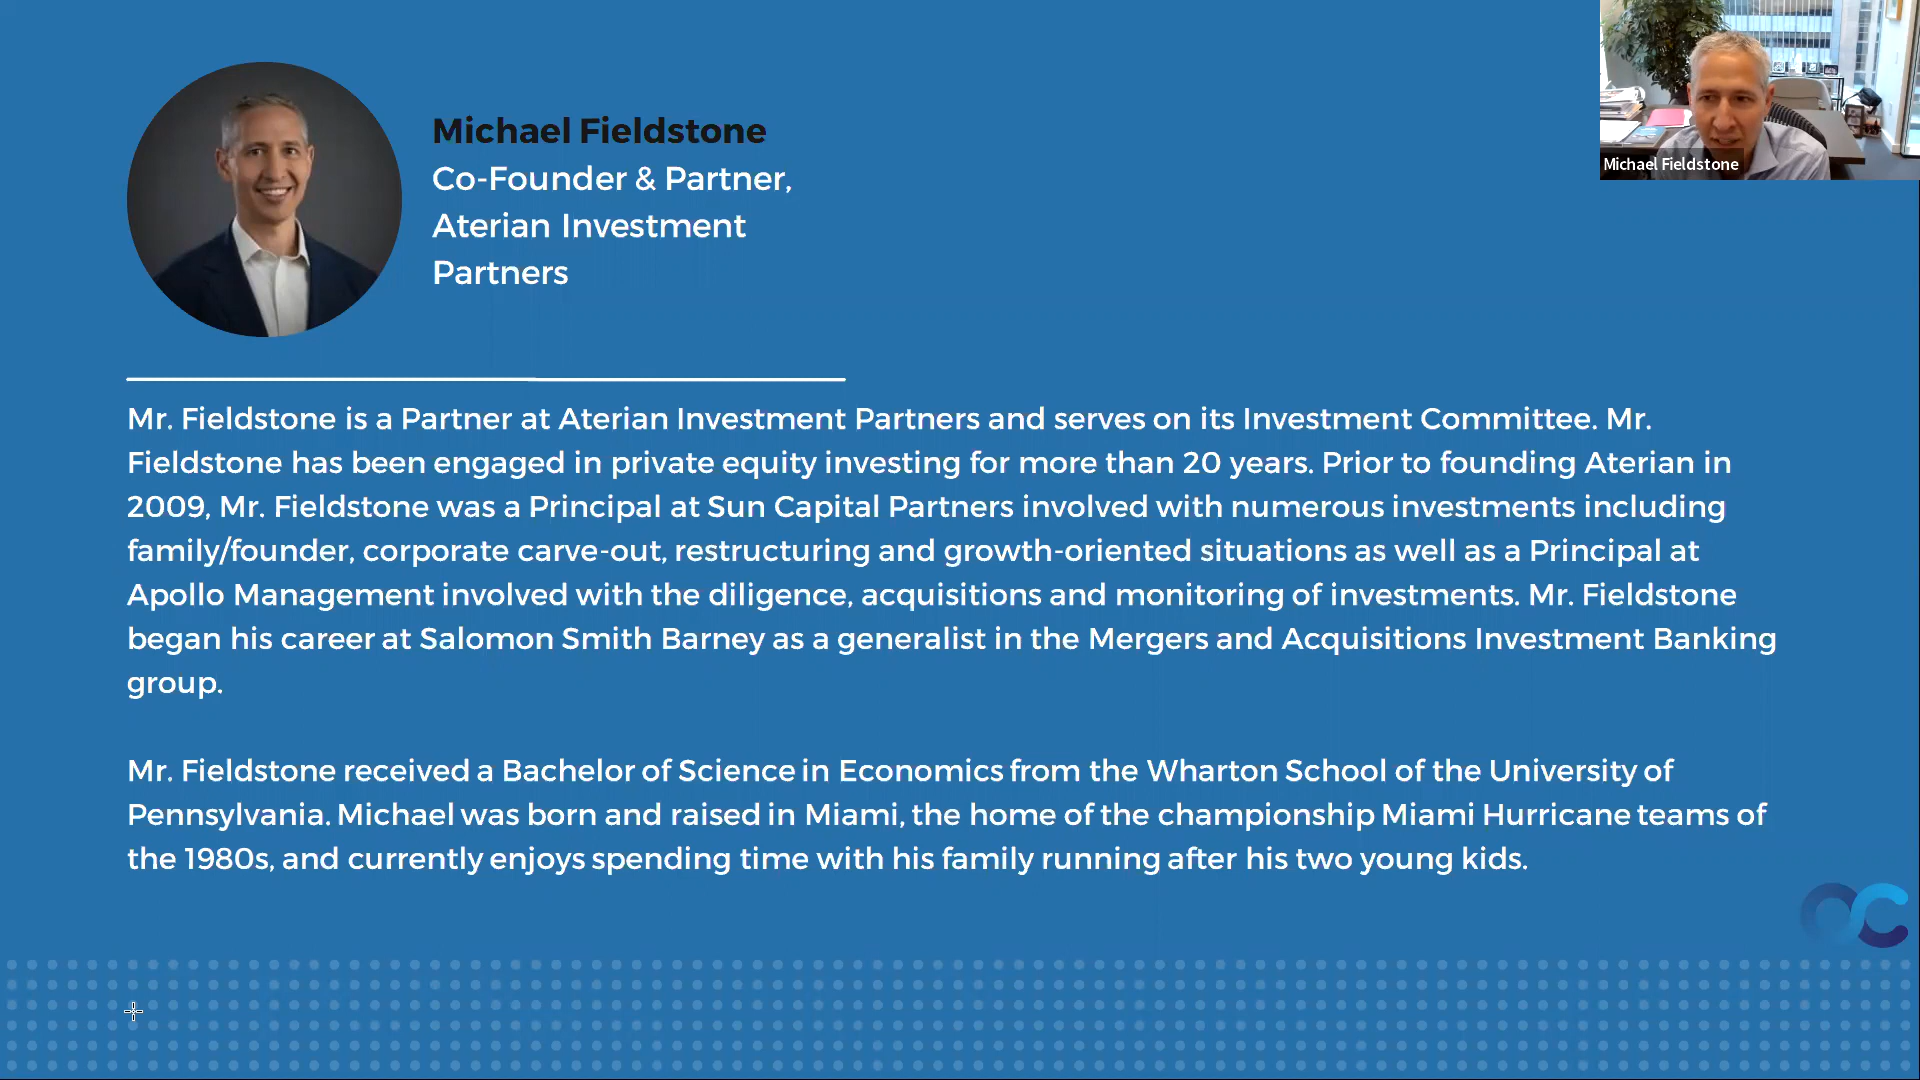 Michael Fieldstone
Co-Founder & Partner,
Aterian Investment
Partners
Michael Fieldstone
Mr. Fieldstone is a Partner at Aterian Investment Partners and serves on its Investment Committee. Mr.
Fieldstone has been engaged in private equity investing for more than 20 years. Prior to founding Aterian in
2009, Mr. Fieldstone was a Principal at Sun Capital Partners involved with numerous investments including
family/founder, corporate carve-out, restructuring and growth-oriented situations as well as a Principal at
Apollo Management involved with the diligence, acquisitions and monitoring of investments. Mr. Fieldstone
began his career at Salomon Smith Barney as a generalist in the Mergers and Acquisitions Investment Banking
group.
Mr. Fieldstone received a Bachelor of Science in Economics from the Wharton School of the University of
Pennsylvania. Michael was born and raised in Miami, the home of the championship Miami Hurricane teams of
the 1980s, and currently enjoys spending time with his family running after his two young kids.